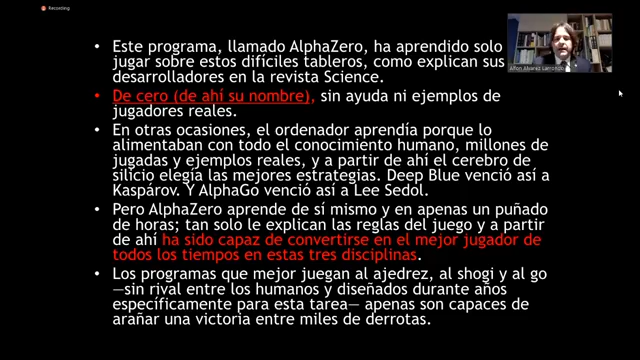 Recording
• Este programa, llamado AlphaZero, ha aprendido solo a
jugar sobre estos difíciles tableros, como explican sus
desarrolladores en la revista Science.
• De cero (de ahí su nombre), sin ayuda ni ejemplos de
jugadores reales.
• En otras ocasiones, el ordenador aprendía porque lo
alimentaban con todo el conocimiento humano, millones de
jugadas y ejemplos reales, y a partir de ahí el cerebro de
silicio elegía las mejores estrategias. Deep Blue venció así a
Kaspárov. Y AlphaGo venció así a Lee Sedol.
• Pero AlphaZero aprende de sí mismo y en apenas un puñado
de horas; tan solo le explican las reglas del juego y a partir
de ahí ha sido capaz de convertirse en el mejor jugador de
todos los tiempos en estas tres disciplinas.
• Los programas que mejor juegan al ajedrez, al shogi y al go
—sin rival entre los humanos y diseñados durante años
específicamente para esta tarea— apenas son capaces de
arañar una victoria entre miles de derrotas.